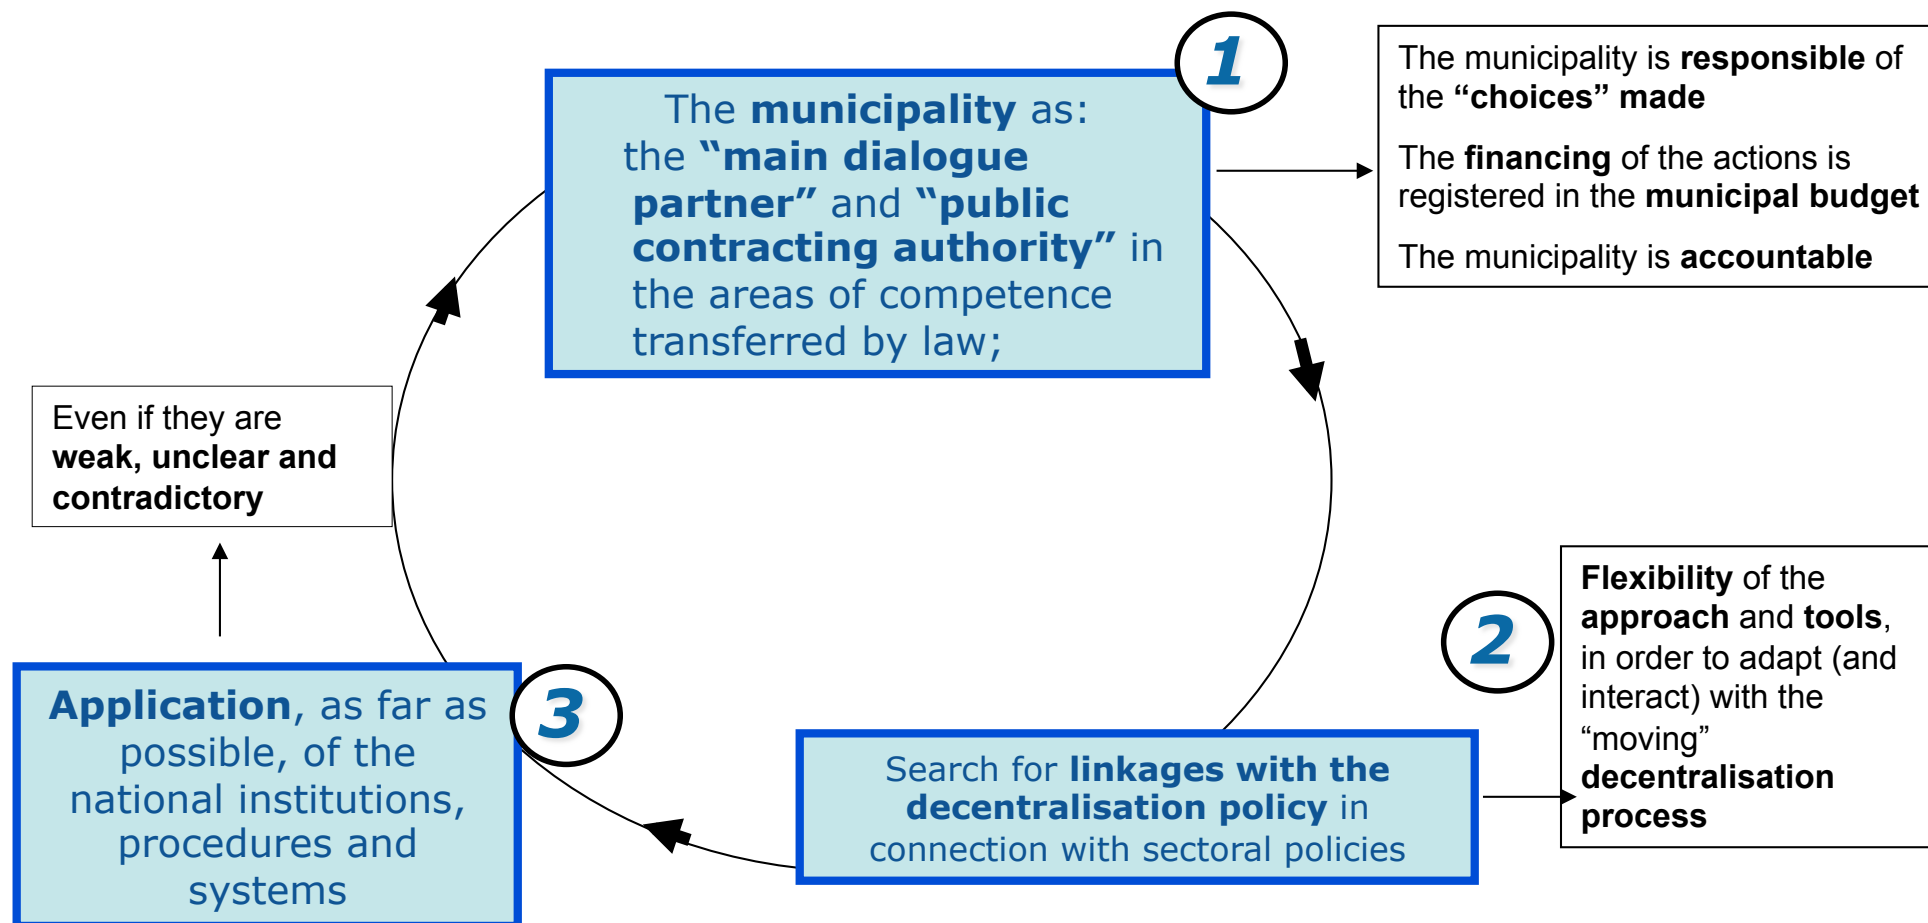 1
The municipality as:
the “main dialogue
partner” and “public
contracting authority” in
the areas of competence
transferred by law;
The municipality is responsible of
the “choices” made
The financing of the actions is
registered in the municipal budget
The municipality is accountable
2
Flexibility of the
approach and tools,
in order to adapt (and
interact) with the
“moving”
decentralisation
process
Search for linkages with the
decentralisation policy in
connection with sectoral policies
3
Application, as far as
possible, of the
national institutions,
procedures and
systems
Even if they are
weak, unclear and
contradictory